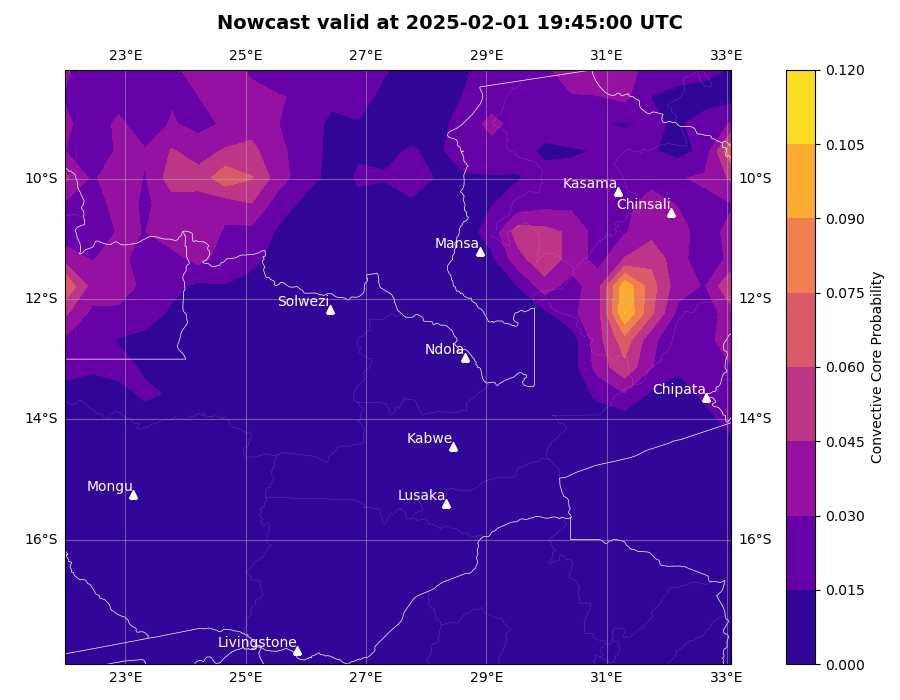 Nowcast valid at 2025-02-01 19:45:00 UTC
23°E 25°E 27°E 29°E 31°E 33°E
0.120
0.105
10°S 10°S
Kasama
Chinsali
0.090
Mansa
0.075
12°S 12°S
Solwezi
Ndola
0.060
Chipata
14°S 14°S
0.045
Kabwe
Mongu
Lusaka
0.030
16°S 16°S
0.015
Livingstone
0.000
23°E 25°E 27°E 29°E 31°E 33°E
Convective Core Probability